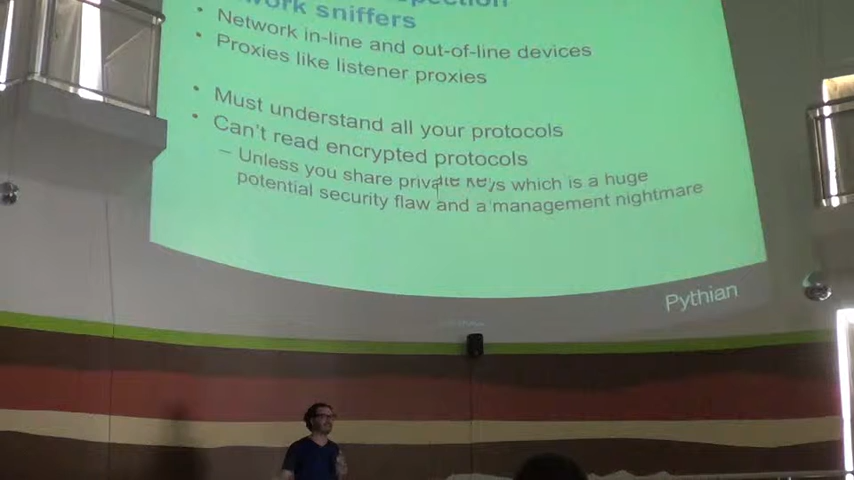 work sniffers
• Network in-line and out-of-line devices
• Proxies like listener proxies
• Must understand all your protocols
• Can't read encrypted protocols
– Unless you share private keys which is a huge
potential security flaw and a management nightmare
Pythian